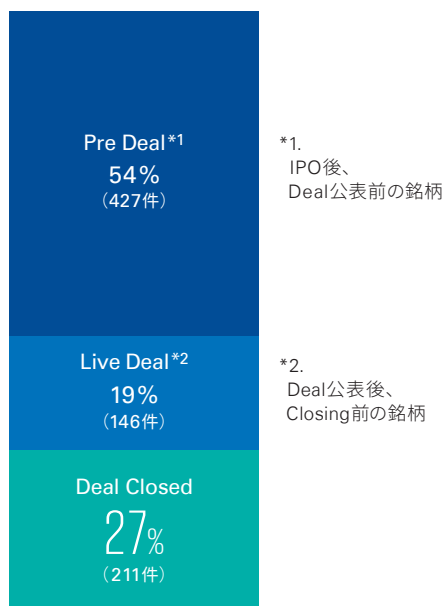 Pre Deal*1
54%
（427件）
*1.
IPO後、
Deal公表前の銘柄
Live Deal*2
19%
（146件）
*2.
Deal公表後、
Closing前の銘柄
Deal Closed
27%
（211件）